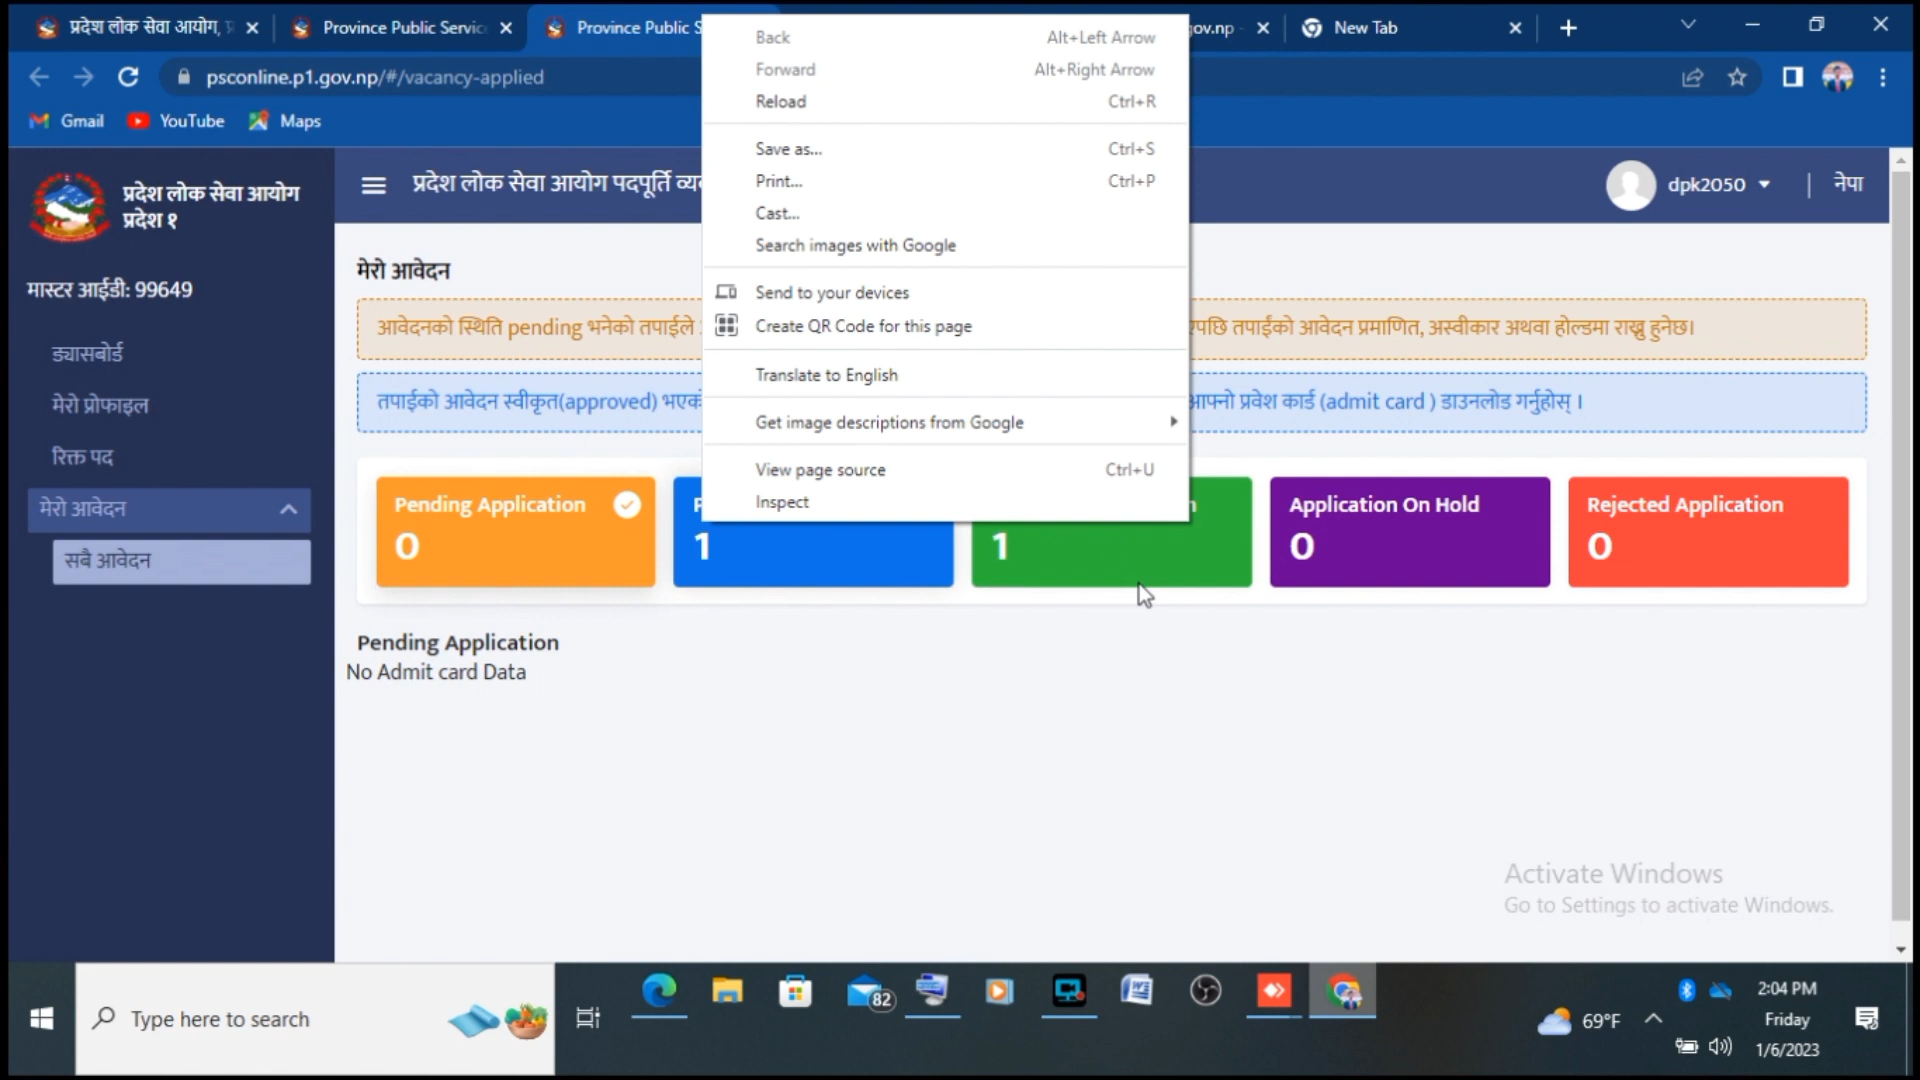 प्रदेश लोक सेवा आयोग,
Province Public Servic
Province Public S
gov.np
New Tab
psconline.p1.gov.np/#/vacancy-applied
Gmail
YouTube
Maps
Back Alt+Left Arrow
Forward Alt+Right Arrow
Reload Ctrl+R
Save as... Ctrl+S
Print... Ctrl+P
Cast...
Search images with Google
Send to your devices
Create QR Code for this page
Translate to English
Get image descriptions from Google
View page source Ctrl+U
Inspect
प्रदेश लोक सेवा आयोग
प्रदेश १
मास्टर आईडी: 99649
ड्यासबोर्ड
मेरो प्रोफाइल
रिक्त पद
मेरो आवेदन
सबै आवेदन
प्रदेश लोक सेवा आयोग पदपूर्ति
dpk2050
नेपा
मेरो आवेदन
आवेदनको स्थिति pending भनेको तपाईले
तपाईंको आवेदन प्रमाणित, अस्वीकार अथवा होल्डमा राख्नु हुनेछ।
तपाईको आवेदन स्वीकृत(approved)
आफ्नो प्रवेश कार्ड (admit card ) डाउनलोड गर्नुहोस् ।
Pending Application
0
1
1
Application On Hold
0
Rejected Application
0
Pending Application
No Admit card Data
Activate Windows
Go to Settings to activate Windows.
Type here to search
82
69°F
2:04 PM
Friday
1/6/2023